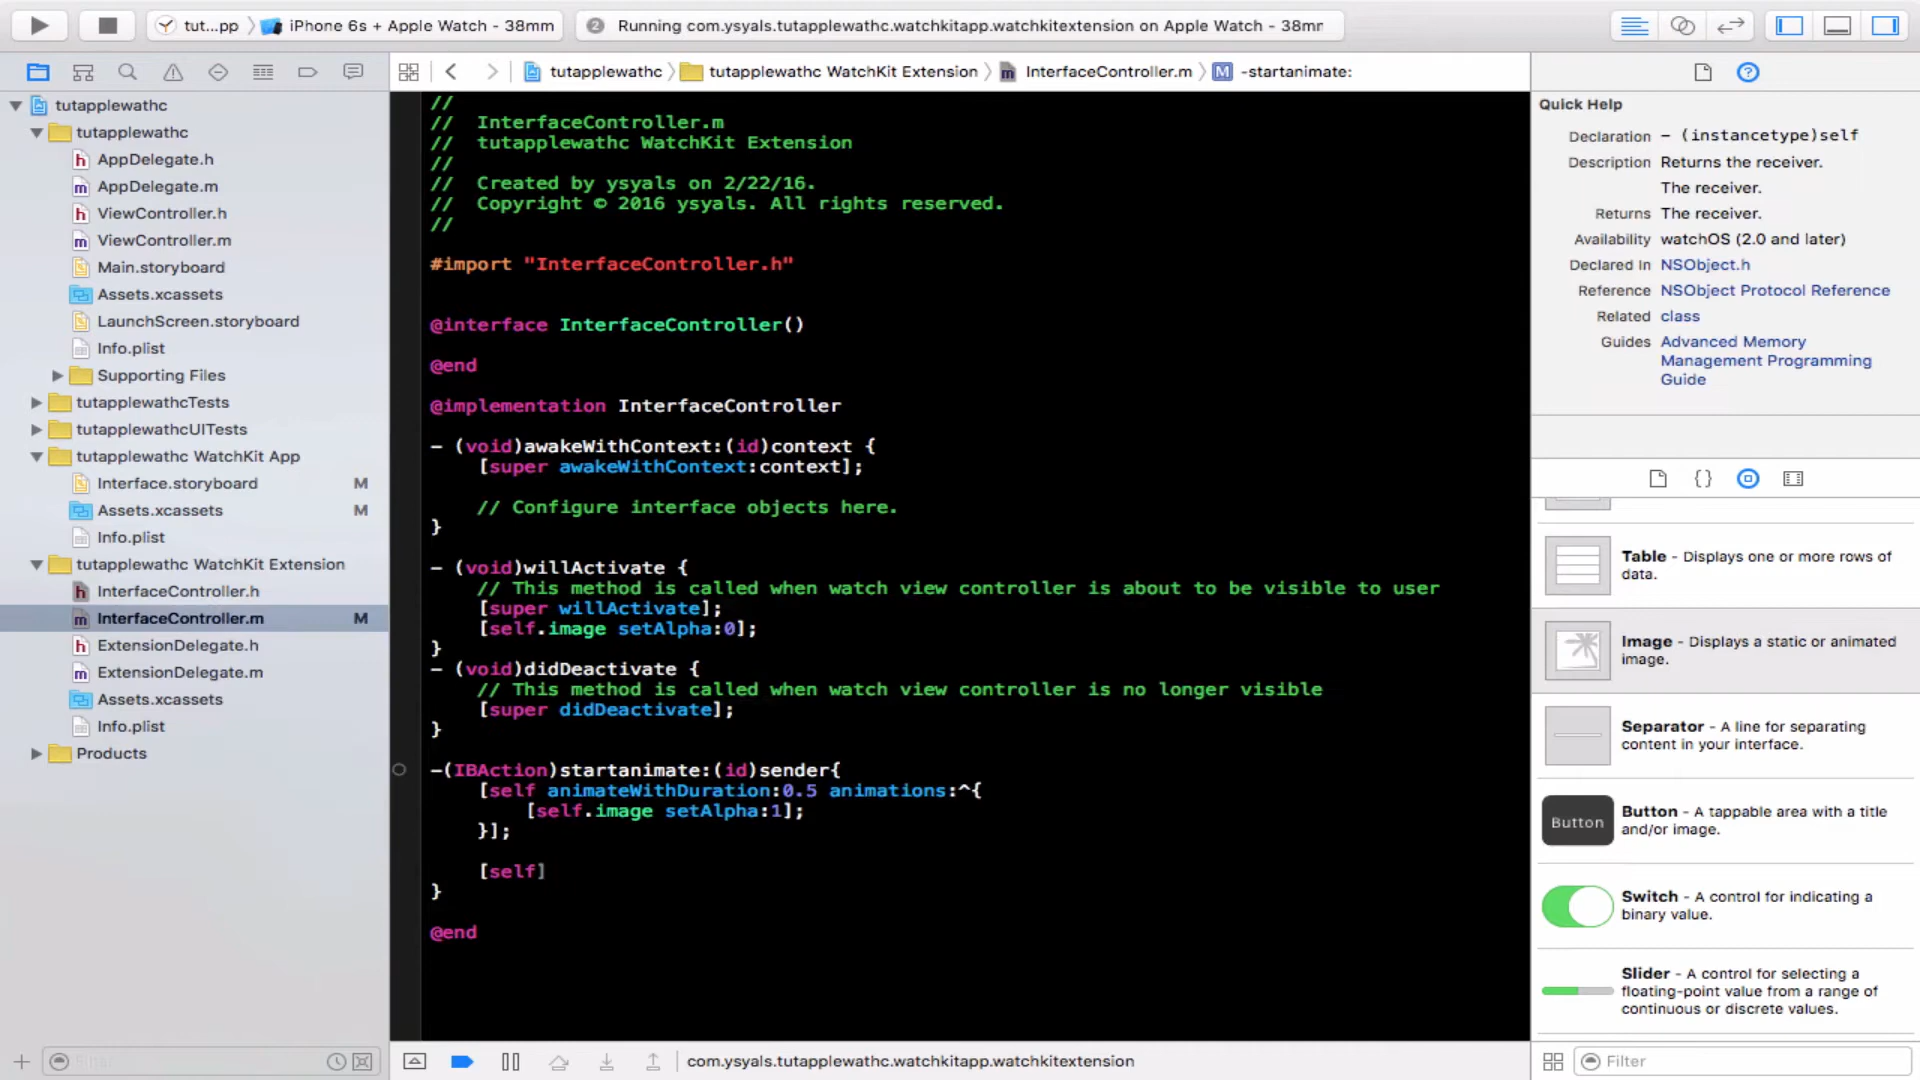 tut...pp
iPhone 6s + Apple Watch - 38mm
2
Running com.ysyals.tutapplewathc.watchkitapp.watchkitextension on Apple Watch - 38mm
tutapplewathc
tutapplewathc
AppDelegate.h
AppDelegate.m
ViewController.h
ViewController.m
Main.storyboard
Assets.xcassets
LaunchScreen.storyboard
Info.plist
Supporting Files
tutapplewathcTests
tutapplewathcUITests
tutapplewathc WatchKit App
Interface.storyboard M
Assets.xcassets M
Info.plist
tutapplewathc WatchKit Extension
InterfaceController.h
InterfaceController.m M
ExtensionDelegate.h
ExtensionDelegate.m
Assets.xcassets
Info.plist
Products
Filter
tutapplewathc tutapplewathc WatchKit Extension InterfaceController.m M -startanimate:
//
// InterfaceController.m
// tutapplewathc WatchKit Extension
//
// Created by ysyals on 2/22/16.
// Copyright © 2016 ysyals. All rights reserved.
//
#import "InterfaceController.h"
@interface InterfaceController()
@end
@implementation InterfaceController
- (void)awakeWithContext:(id)context {
[super awakeWithContext:context];
// Configure interface objects here.
}
- (void)willActivate {
// This method is called when watch view controller is about to be visible to user
[super willActivate];
[self.image setAlpha:0];
}
- (void)didDeactivate {
// This method is called when watch view controller is no longer visible
[super didDeactivate];
}
-(IBAction)startanimate:(id)sender{
[self animateWithDuration:0.5 animations:^{
[self.image setAlpha:1];
}];
[self]
}
@end
com.ysyals.tutapplewathc.watchkitapp.watchkitextension
Quick Help
Declaration - (instancetype)self
Description Returns the receiver.
The receiver.
Returns The receiver.
Availability watchOS (2.0 and later)
Declared In NSObject.h
Reference NSObject Protocol Reference
Related class
Guides Advanced Memory
Management Programming
Guide
Table - Displays one or more rows of
data.
Image - Displays a static or animated
image.
Separator - A line for separating
content in your interface.
Button
Button - A tappable area with a title
and/or image.
Switch - A control for indicating a
binary value.
Slider - A control for selecting a
floating-point value from a range of
continuous or discrete values.
Filter